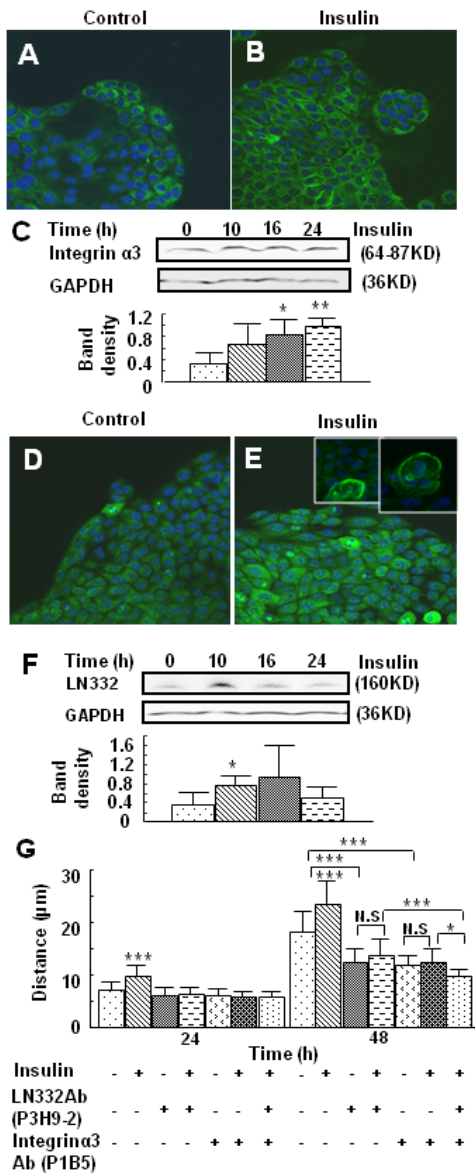 Control Insulin
A B
C Time (h) 0 10 16 24 Insulin
Integrin α3 (64-87KD)
GAPDH (36KD)
* **
Band density
1.2
0.8
0.4
0
Control Insulin
D E
F Time (h) 0 10 16 24 Insulin
LN332 (160KD)
GAPDH (36KD)
*
Band density
1.6
1.2
0.8
0.4
0
G
Distance (µm)
30
20
10
0
***
***
***
***
N.S
***
N.S
*
24 48
Time (h)
Insulin - + - + - + + - + - + - + +
LN332Ab (P3H9-2) - - + + - - + - - + + - - +
Integrinα3 Ab (P1B5) - - - - + + + - - - - + + +